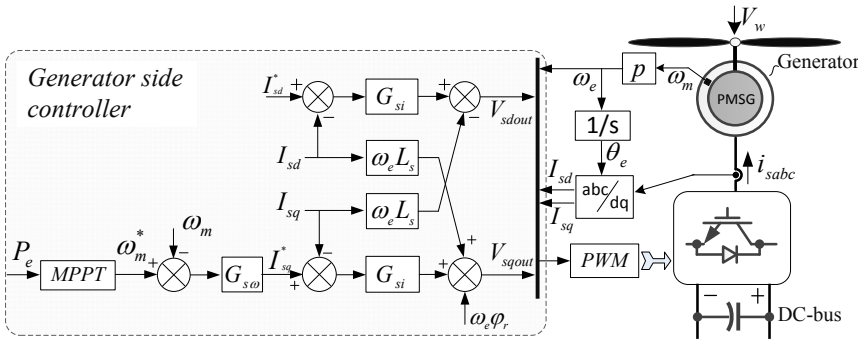 Generator side
controller
I*sd
+
−
G_si
+
−
V_sdout
I_sd
ω_e L_s
I_sq
ω_e L_s
P_e
MPPT
ω*_m
+
ω_m
−
G_sω
I*_sq
+
−
G_si
+
+
+
V_sqout
ω_e φ_r
ω_e
p
ω_m
1/s
θ_e
abc/dq
I_sd
I_sq
PWM
V_w
Generator
PMSG
i_sabc
−
+
DC-bus